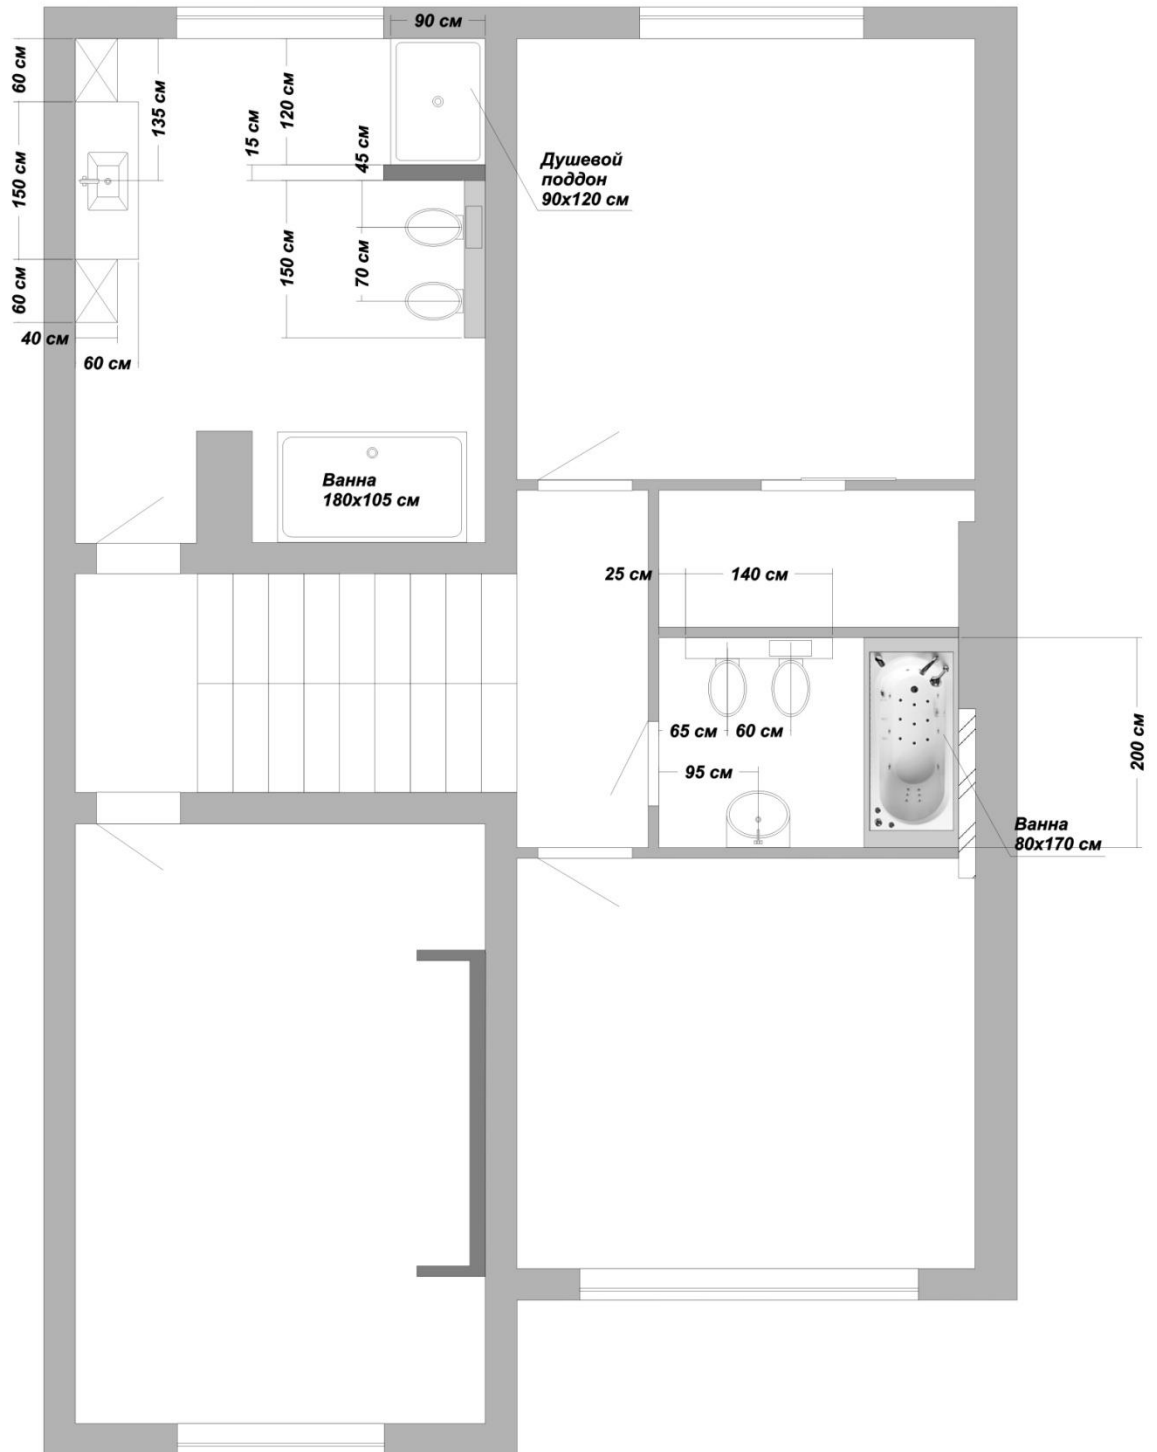 90 см
60 см
135 см
120 см
15 см
45 см
150 см
Душевой
поддон
90х120 см
150 см
70 см
60 см
40 см
60 см
Ванна
180х105 см
25 см
140 см
65 см
60 см
200 см
95 см
Ванна
80х170 см